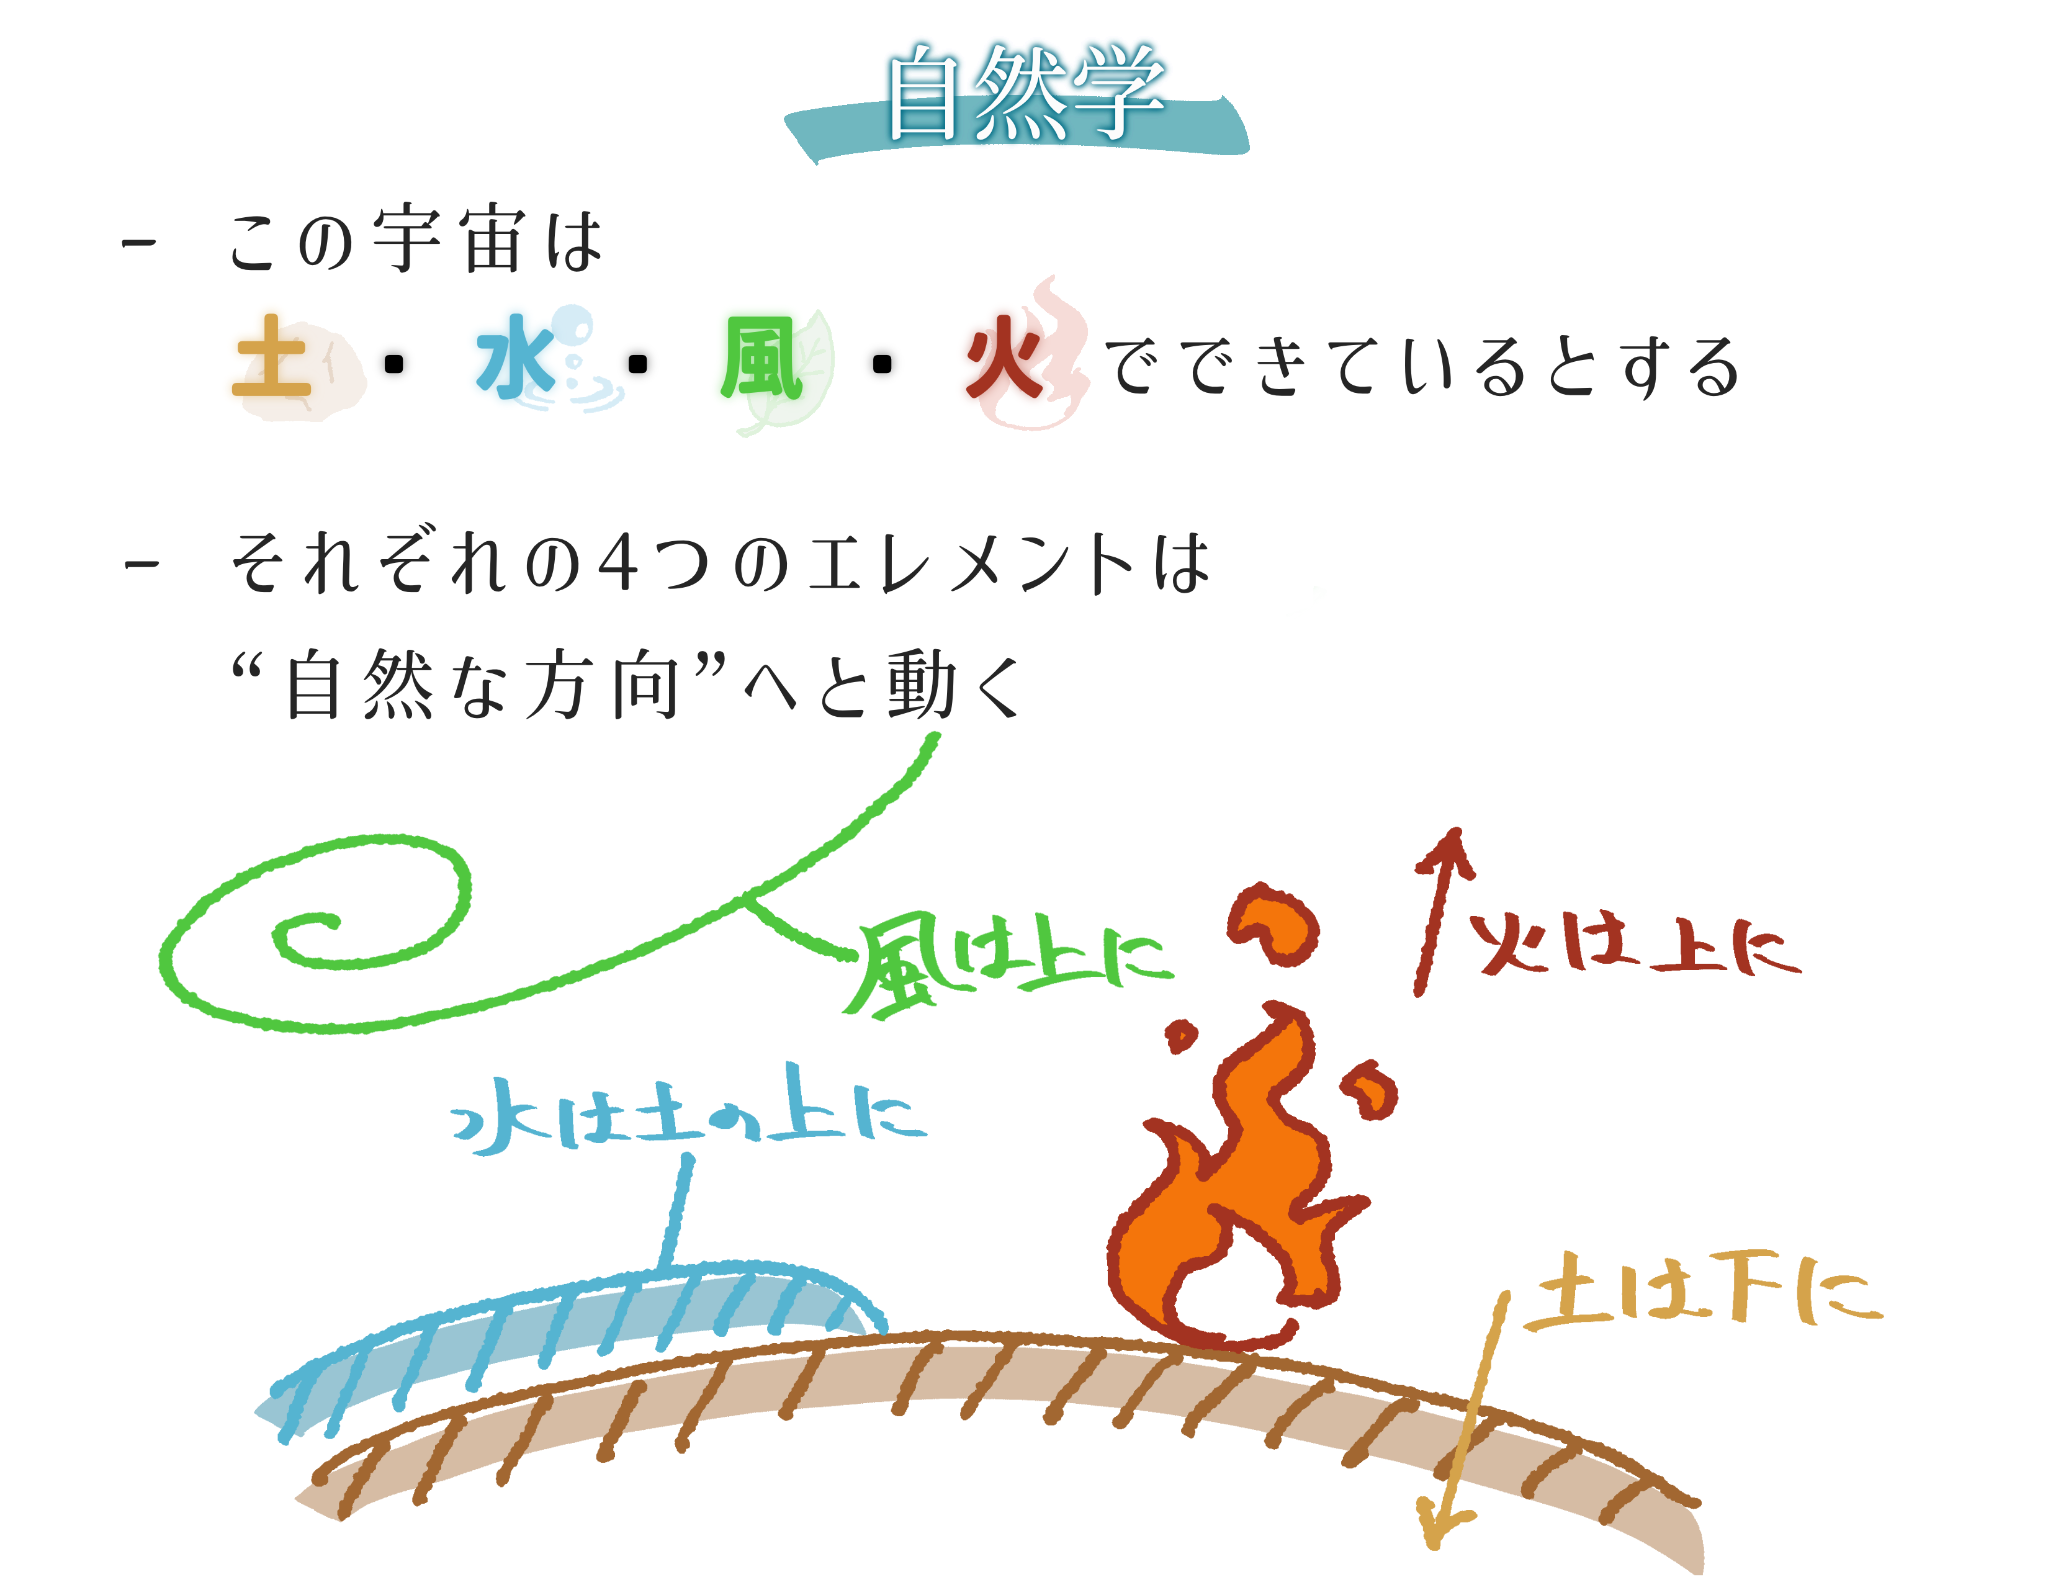 自然学
- この宇宙は
土・水・風・火でできているとする
- それぞれの4つのエレメントは
“自然な方向”へと動く
風は上に
火は上に
水は土の上に
土は下に